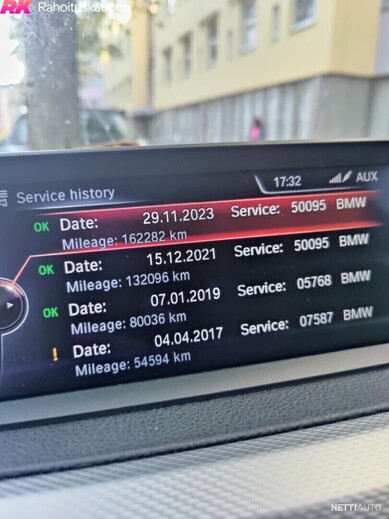 RK Rahoituskaup
Service history
17:32 AUX
OK Date: 29.11.2023 Service: 50095 BMW
Mileage: 162282 km
OK Date: 15.12.2021 Service: 50095 BMW
Mileage: 132096 km
OK Date: 07.01.2019 Service: 05768 BMW
Mileage: 80036 km
! Date: 04.04.2017 Service: 07587 BMW
Mileage: 54594 km
NETTIAUTO